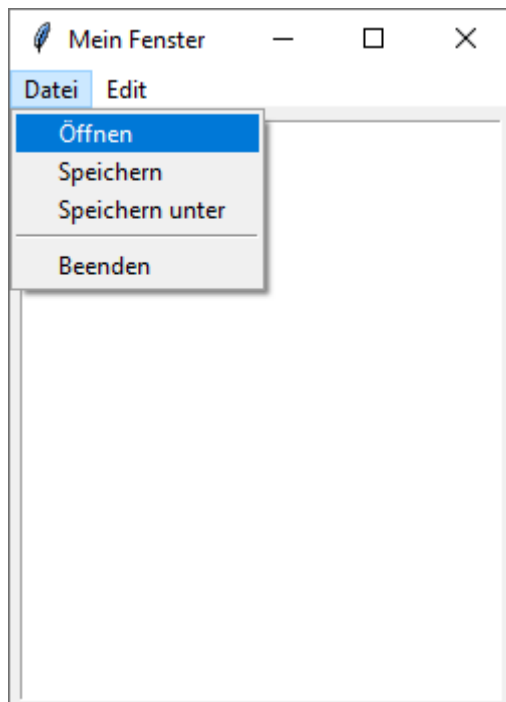 Mein Fenster
Datei Edit
Öffnen
Speichern
Speichern unter
Beenden